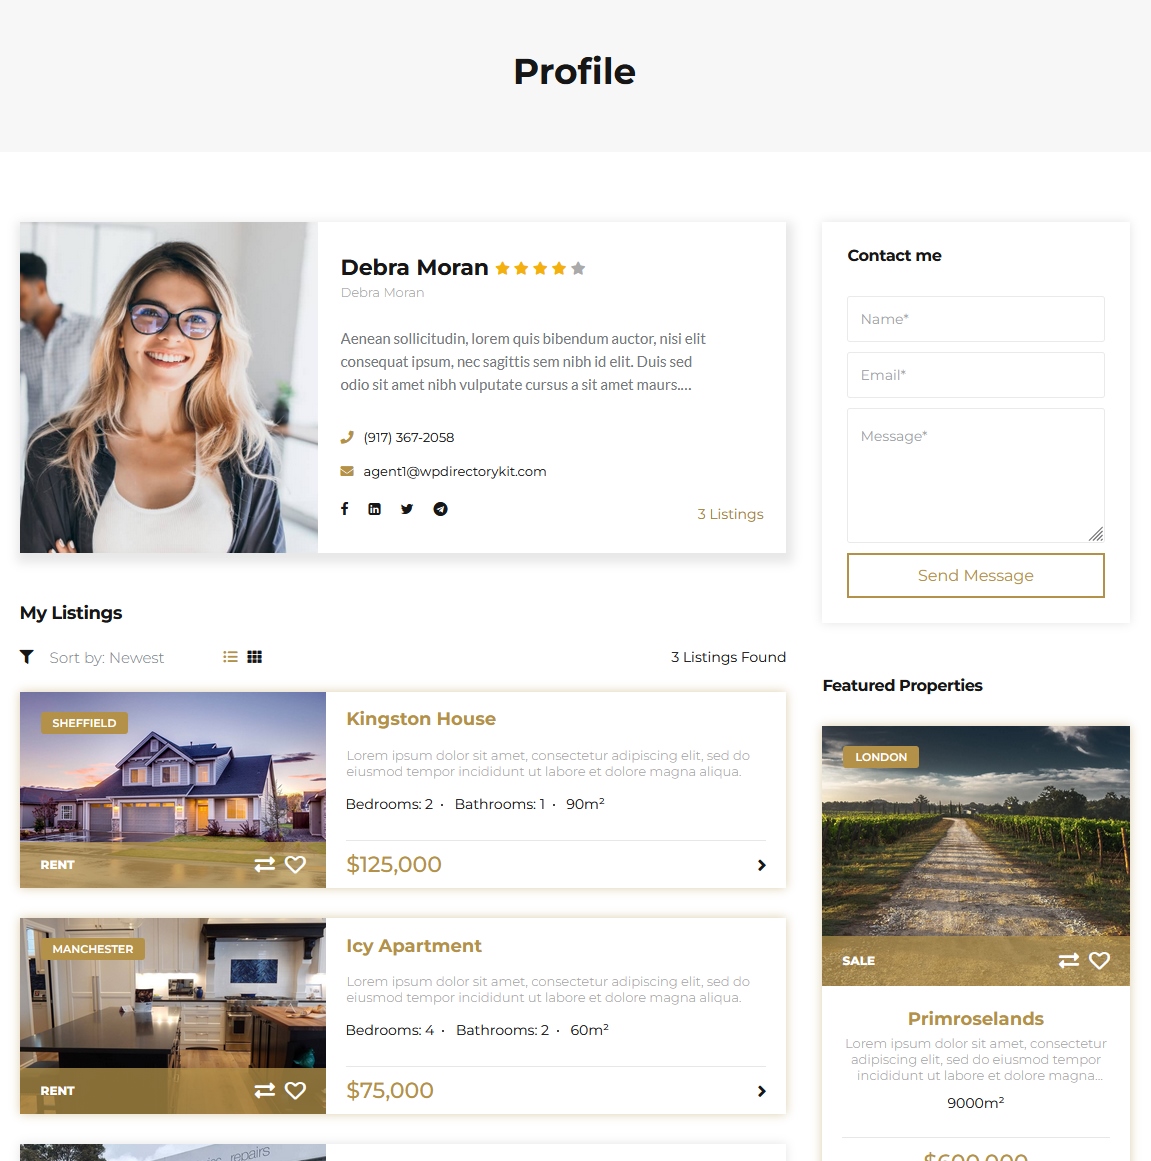 Profile
Debra Moran
Debra Moran
Aenean sollicitudin, lorem quis bibendum auctor, nisi elit
consequat ipsum, nec sagittis sem nibh id elit. Duis sed
odio sit amet nibh vulputate cursus a sit amet maurs....
(917) 367-2058
agent1@wpdirectorykit.com
3 Listings
Contact me
Name*
Email*
Message*
Send Message
My Listings
Sort by: Newest
3 Listings Found
SHEFFIELD
RENT
Kingston House
Lorem ipsum dolor sit amet, consectetur adipiscing elit, sed do
eiusmod tempor incididunt ut labore et dolore magna aliqua.
Bedrooms: 2 · Bathrooms: 1 · 90m²
$125,000
MANCHESTER
RENT
Icy Apartment
Lorem ipsum dolor sit amet, consectetur adipiscing elit, sed do
eiusmod tempor incididunt ut labore et dolore magna aliqua.
Bedrooms: 4 · Bathrooms: 2 · 60m²
$75,000
repairs
Featured Properties
LONDON
SALE
Primroselands
Lorem ipsum dolor sit amet, consectetur
adipiscing elit, sed do eiusmod tempor
incididunt ut labore et dolore magna...
9000m²
$600,000